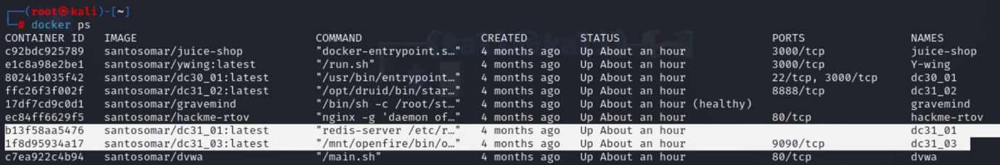 ┌──(root㉿kali)-[~]
└─# docker ps
CONTAINER ID   IMAGE                       COMMAND                  CREATED        STATUS                       PORTS              NAMES
c92bdc925789   santosomar/juice-shop       "docker-entrypoint.s…"   4 months ago   Up About an hour             3000/tcp           juice-shop
e1c8a98e2be1   santosomar/ywing:latest     "/run.sh"                4 months ago   Up About an hour             3000/tcp           Y-wing
80241b035f42   santosomar/dc30_01:latest   "/usr/bin/entrypoint…"   4 months ago   Up About an hour             22/tcp, 3000/tcp   dc30_01
ffc26f3f002f   santosomar/dc31_02:latest   "/opt/druid/bin/star…"   4 months ago   Up About an hour             8888/tcp           dc31_02
17df7cd9c0d1   santosomar/gravemind        "/bin/sh -c /root/st…"   4 months ago   Up About an hour (healthy)                      gravemind
ec84ff6629f5   santosomar/hackme-rtov      "nginx -g 'daemon of…"   4 months ago   Up About an hour             80/tcp             hackme-rtov
b13f58aa5476   santosomar/dc31_01:latest   "redis-server /etc/r…"   4 months ago   Up About an hour                                dc31_01
1f8d95934a17   santosomar/dc31_03:latest   "/mnt/openfire/bin/o…"   4 months ago   Up About an hour             9090/tcp           dc31_03
c7ea922c4b94   santosomar/dvwa             "/main.sh"               4 months ago   Up About an hour             80/tcp             dvwa